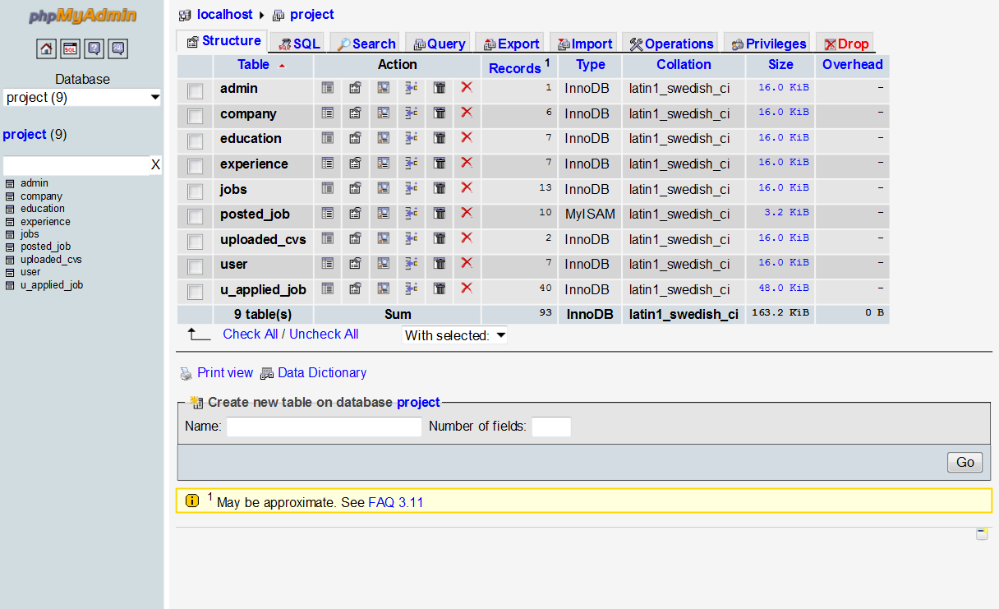 phpMyAdmin
SQL
Database
project (9)
project (9)
X
admin
company
education
experience
jobs
posted_job
uploaded_cvs
user
u_applied_job
localhost ▸ project
Structure SQL Search Query Export Import Operations Privileges Drop
Table Action Records 1 Type Collation Size Overhead
admin 1 InnoDB latin1_swedish_ci 16.0 KiB -
company 6 InnoDB latin1_swedish_ci 16.0 KiB -
education 7 InnoDB latin1_swedish_ci 16.0 KiB -
experience 7 InnoDB latin1_swedish_ci 16.0 KiB -
jobs 13 InnoDB latin1_swedish_ci 16.0 KiB -
posted_job 10 MyISAM latin1_swedish_ci 3.2 KiB -
uploaded_cvs 2 InnoDB latin1_swedish_ci 16.0 KiB -
user 7 InnoDB latin1_swedish_ci 16.0 KiB -
u_applied_job 40 InnoDB latin1_swedish_ci 48.0 KiB -
9 table(s) Sum 93 InnoDB latin1_swedish_ci 163.2 KiB 0 B
Check All / Uncheck All With selected:
Print view Data Dictionary
Create new table on database project
Name: Number of fields:
Go
1 May be approximate. See FAQ 3.11